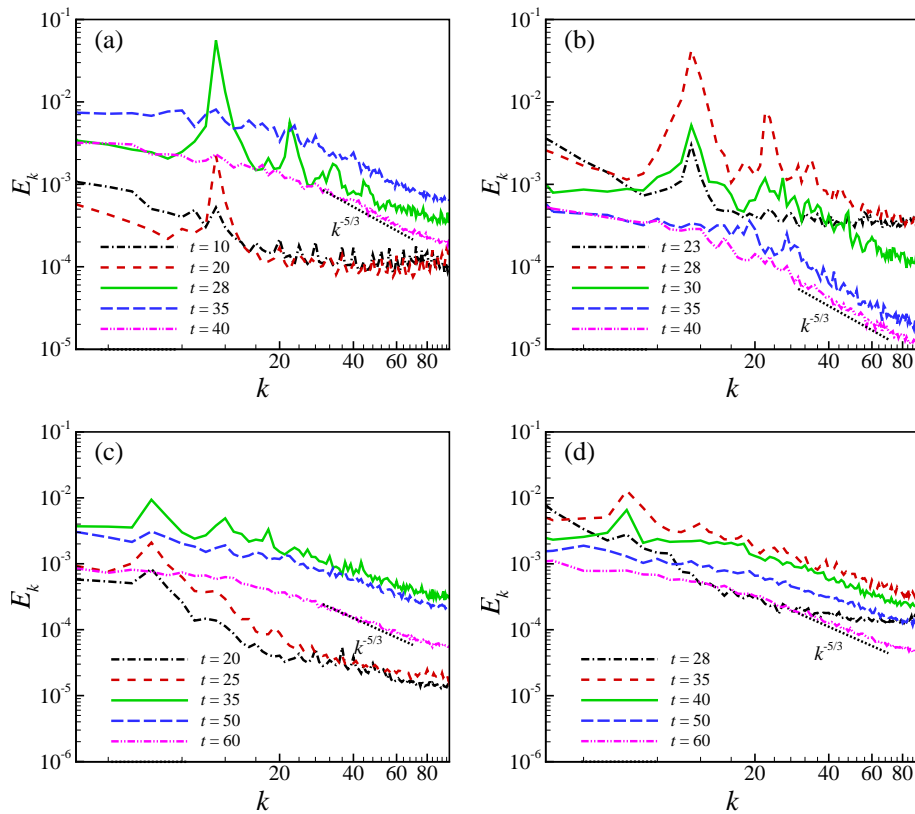 (a)
10^-1
10^-2
10^-3
10^-4
10^-5
E_k
k^-5/3
t = 10
t = 20
t = 28
t = 35
t = 40
20 40 60 80
k
(b)
10^-1
10^-2
10^-3
10^-4
10^-5
E_k
k^-5/3
t = 23
t = 28
t = 30
t = 35
t = 40
20 40 60 80
k
(c)
10^-1
10^-2
10^-3
10^-4
10^-5
10^-6
E_k
k^-5/3
t = 20
t = 25
t = 35
t = 50
t = 60
20 40 60 80
k
(d)
10^-1
10^-2
10^-3
10^-4
10^-5
10^-6
E_k
k^-5/3
t = 28
t = 35
t = 40
t = 50
t = 60
20 40 60 80
k